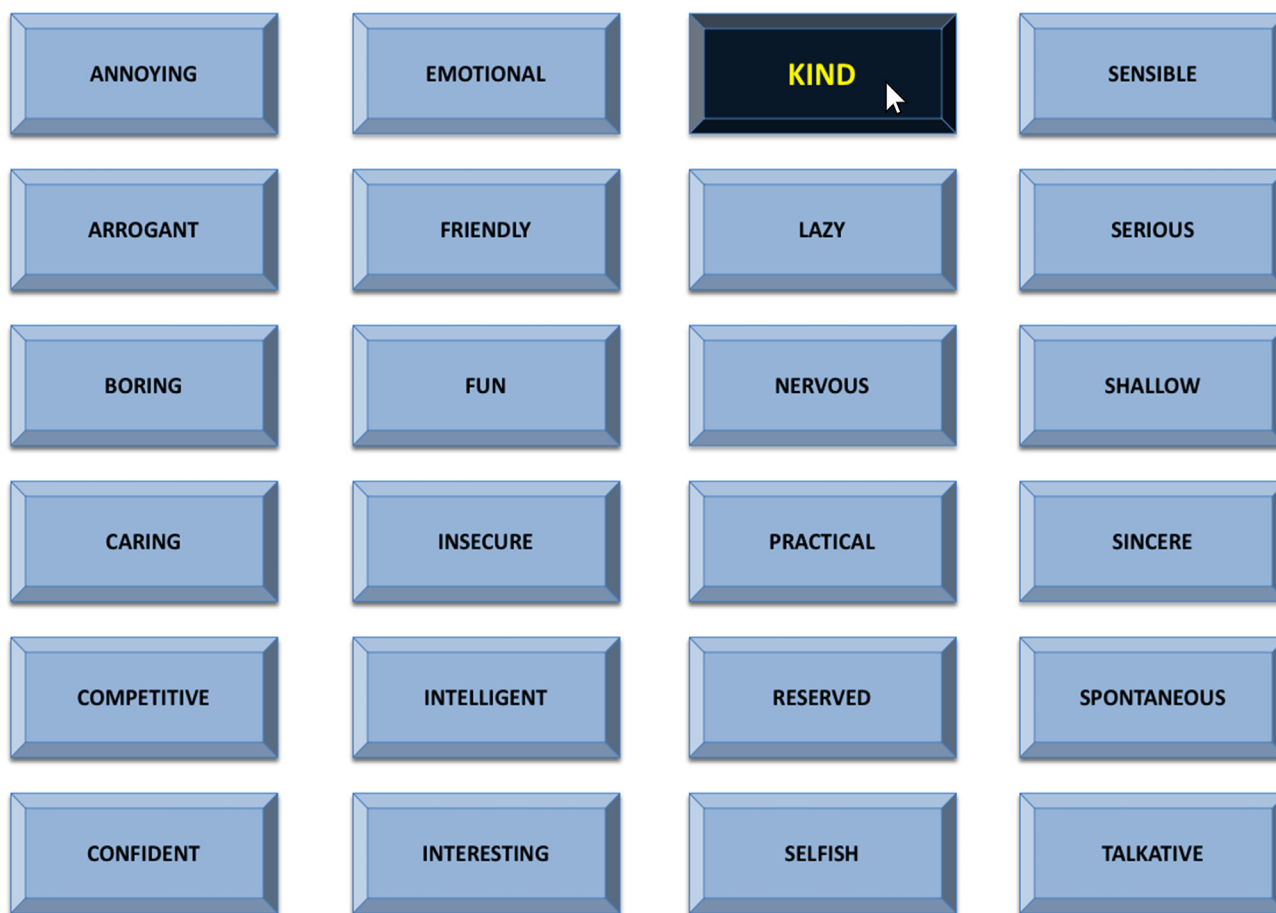 ANNOYING
EMOTIONAL
KIND
SENSIBLE
ARROGANT
FRIENDLY
LAZY
SERIOUS
BORING
FUN
NERVOUS
SHALLOW
CARING
INSECURE
PRACTICAL
SINCERE
COMPETITIVE
INTELLIGENT
RESERVED
SPONTANEOUS
CONFIDENT
INTERESTING
SELFISH
TALKATIVE